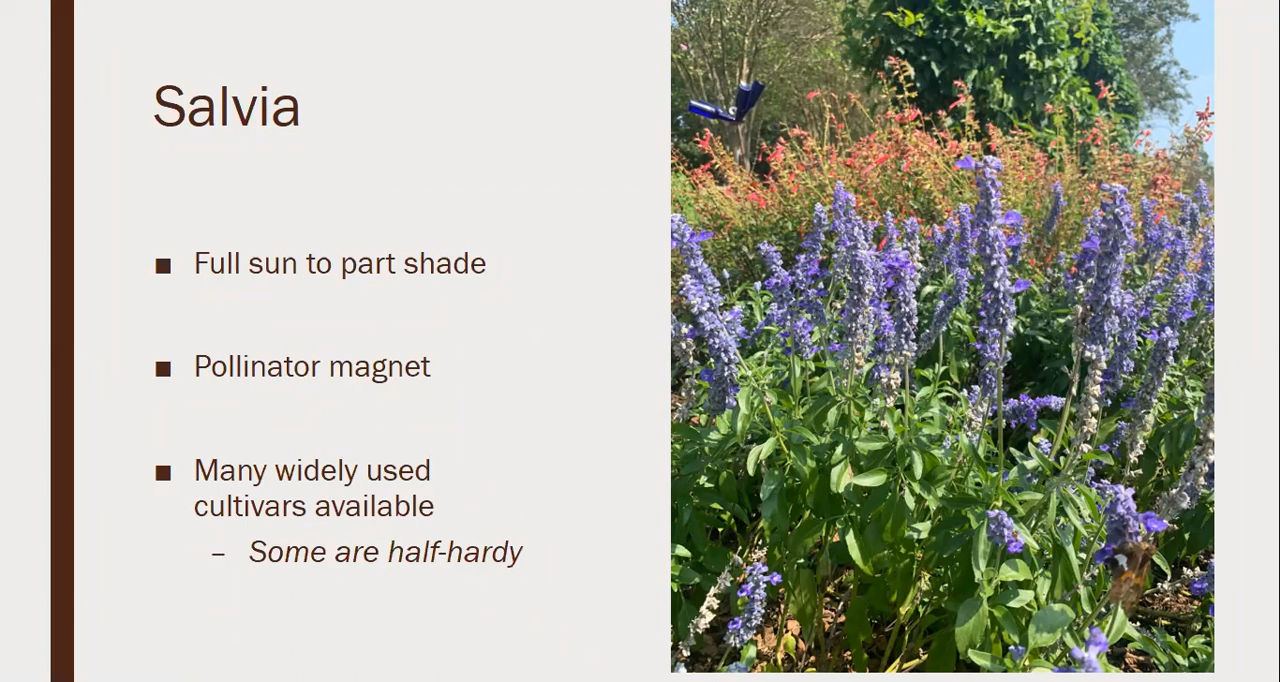 Salvia
■ Full sun to part shade
■ Pollinator magnet
■ Many widely used
cultivars available
– Some are half-hardy